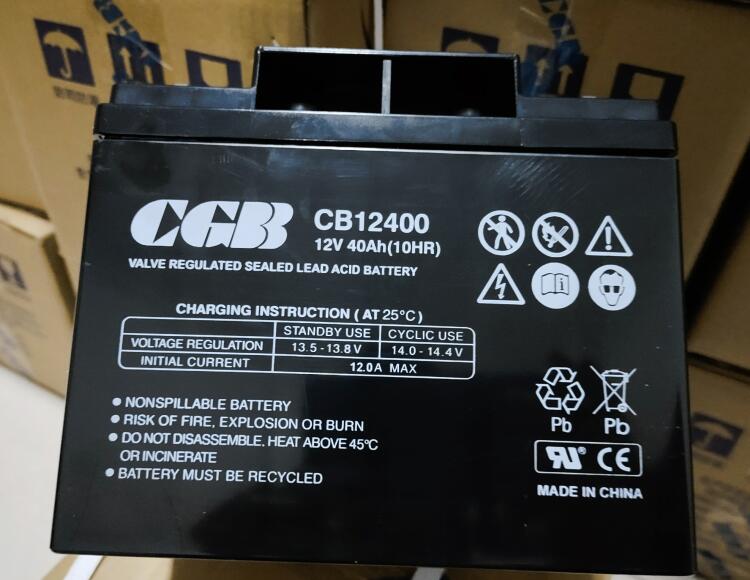 CGB CB12400
12V 40Ah(10HR)
VALVE REGULATED SEALED LEAD ACID BATTERY
CHARGING INSTRUCTION ( AT 25°C )
STANDBY USE CYCLIC USE
VOLTAGE REGULATION 13.5 - 13.8 V 14.0 - 14.4 V
INITIAL CURRENT 12.0A MAX
● NONSPILLABLE BATTERY
● RISK OF FIRE, EXPLOSION OR BURN
● DO NOT DISASSEMBLE. HEAT ABOVE 45°C
OR INCINERATE
● BATTERY MUST BE RECYCLED
Pb Pb
RU CE
MADE IN CHINA